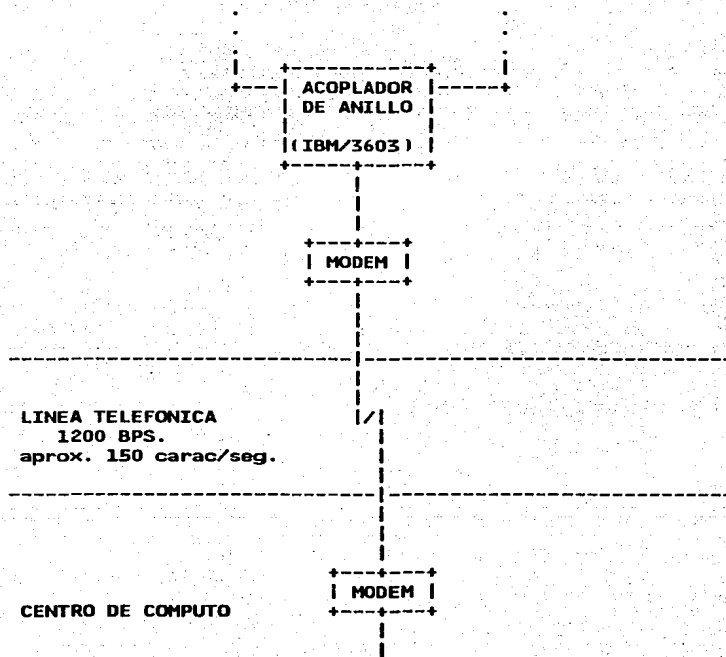 ACOPLADOR
DE ANILLO
(IBM/3603)
MODEM
LINEA TELEFONICA
1200 BPS.
aprox. 150 carac/seg.
MODEM
CENTRO DE COMPUTO